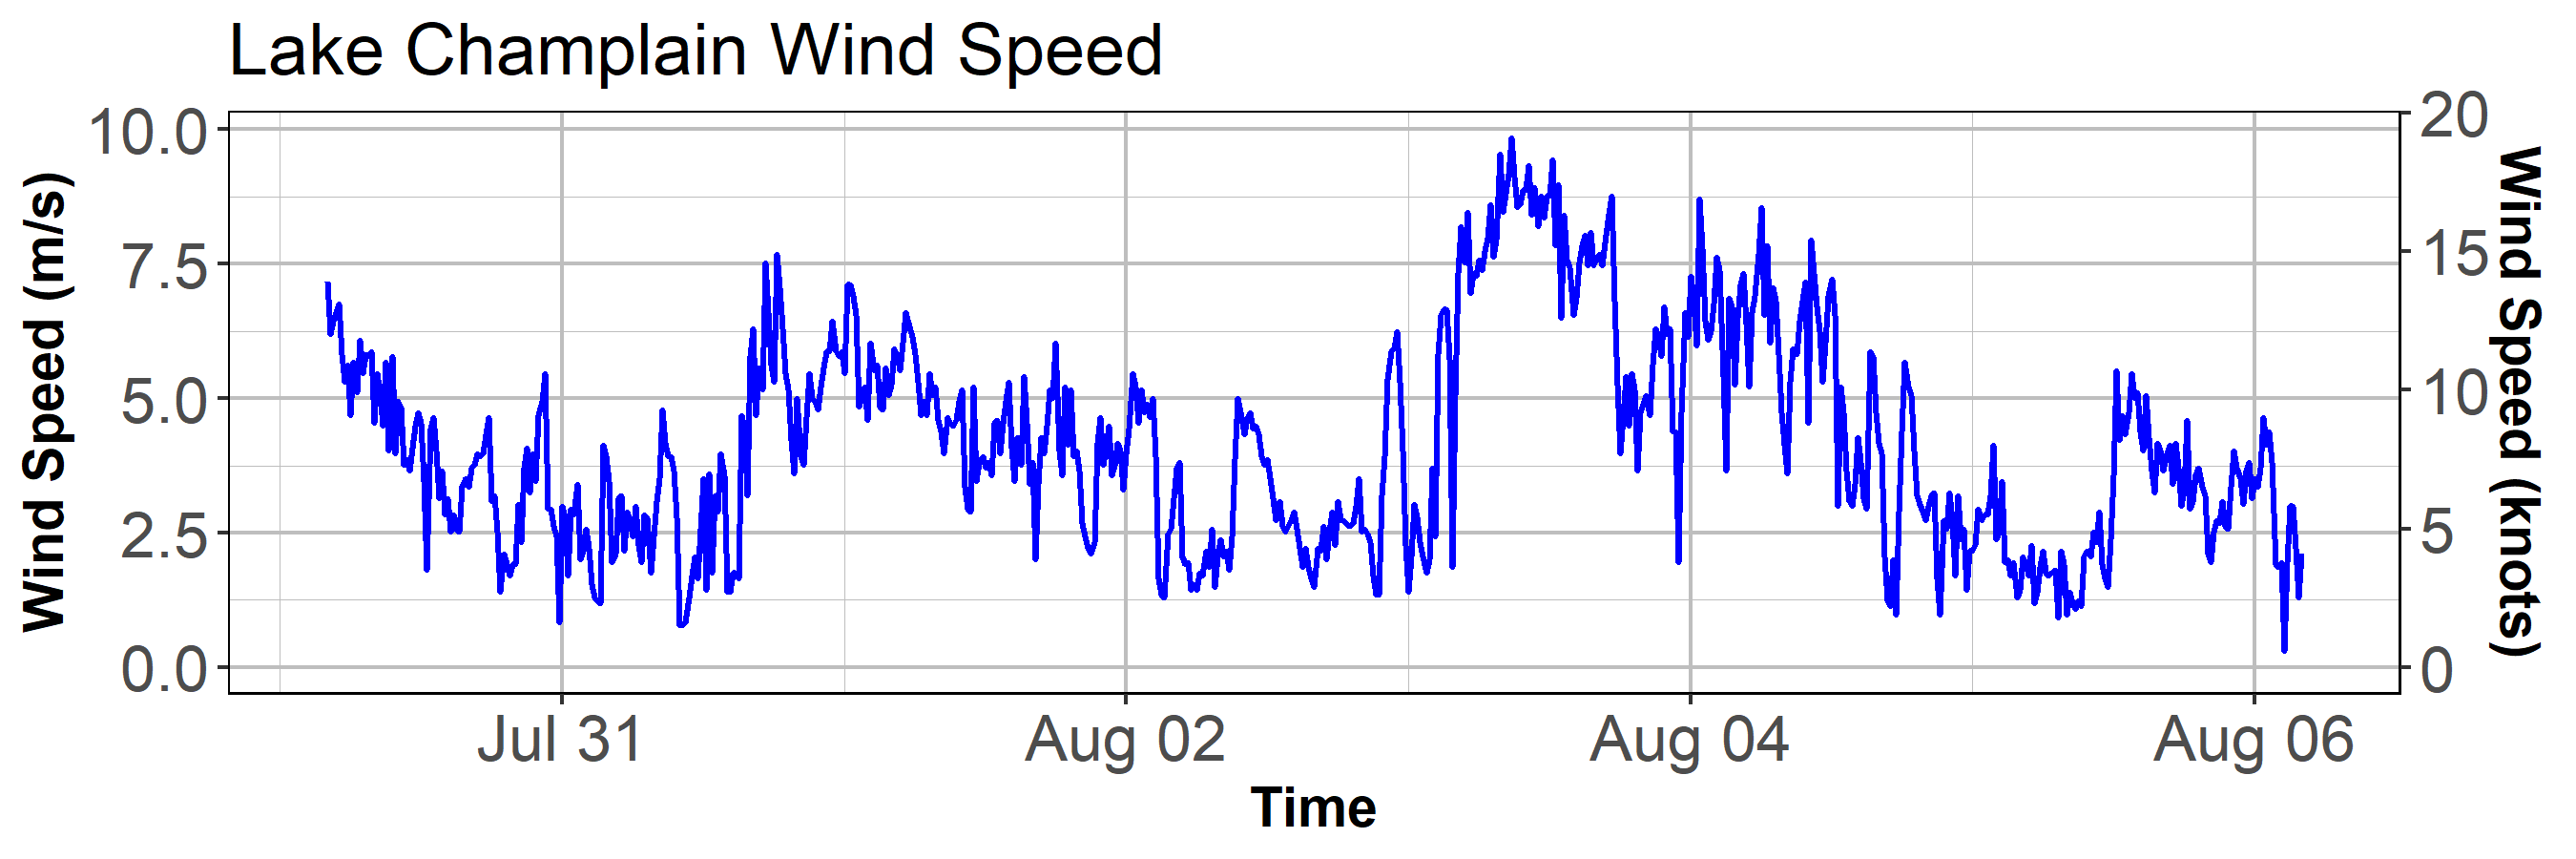 Lake Champlain Wind Speed
Wind Speed (m/s)
10.0
7.5
5.0
2.5
0.0
20
15
10
5
0
Wind Speed (knots)
Jul 31
Aug 02
Aug 04
Aug 06
Time